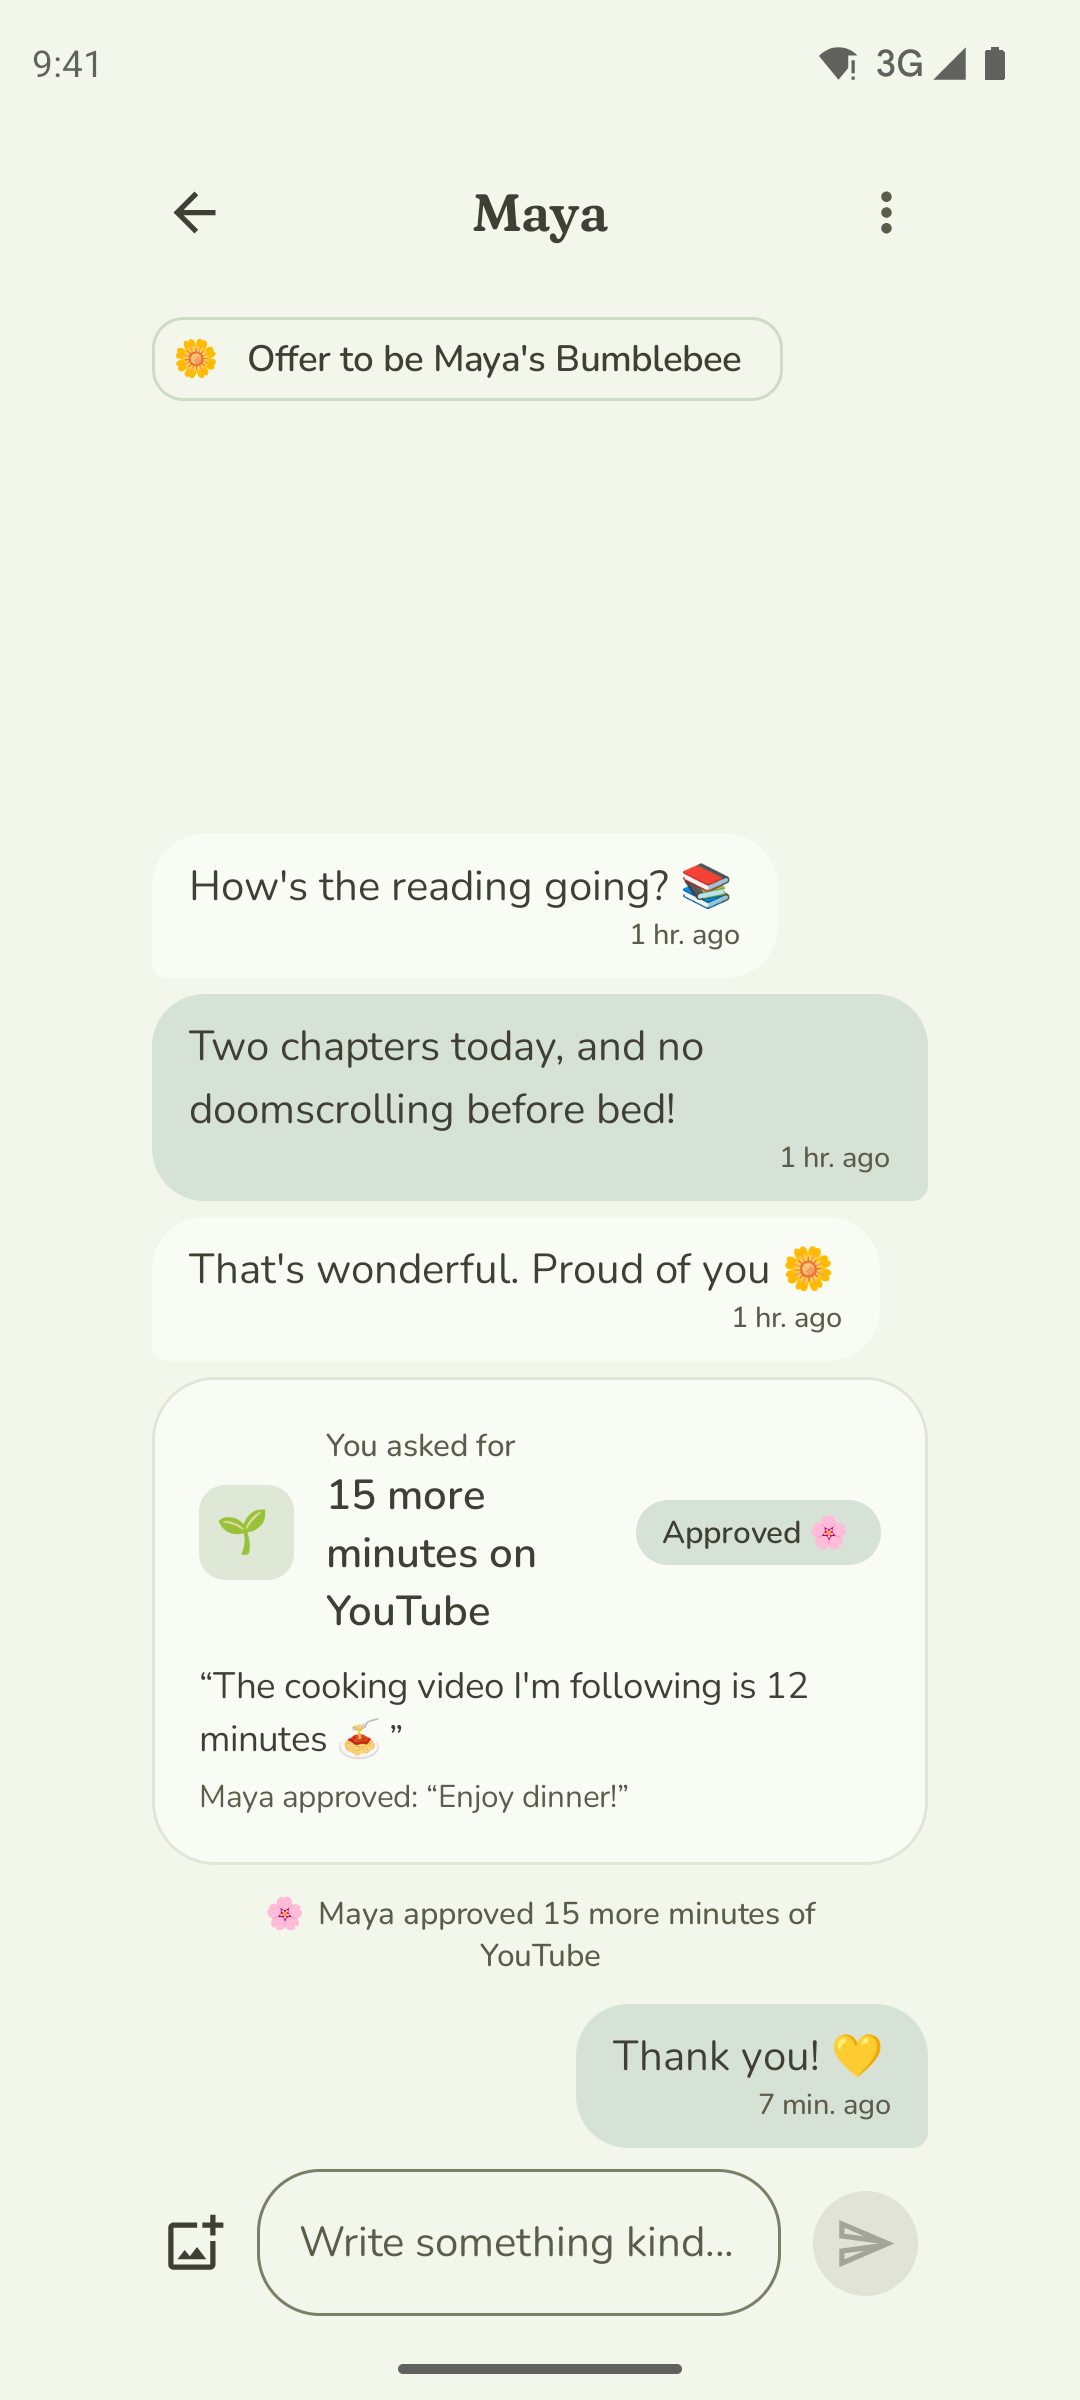 9:41
3G
Maya
🌼 Offer to be Maya's Bumblebee
How's the reading going? 📚
1 hr. ago
Two chapters today, and no
doomscrolling before bed!
1 hr. ago
That's wonderful. Proud of you 🌼
1 hr. ago
You asked for
15 more
minutes on
YouTube
Approved 🌸
“The cooking video I'm following is 12
minutes 🍝 ”
Maya approved: “Enjoy dinner!”
🌸 Maya approved 15 more minutes of
YouTube
Thank you! 💛
7 min. ago
Write something kind...